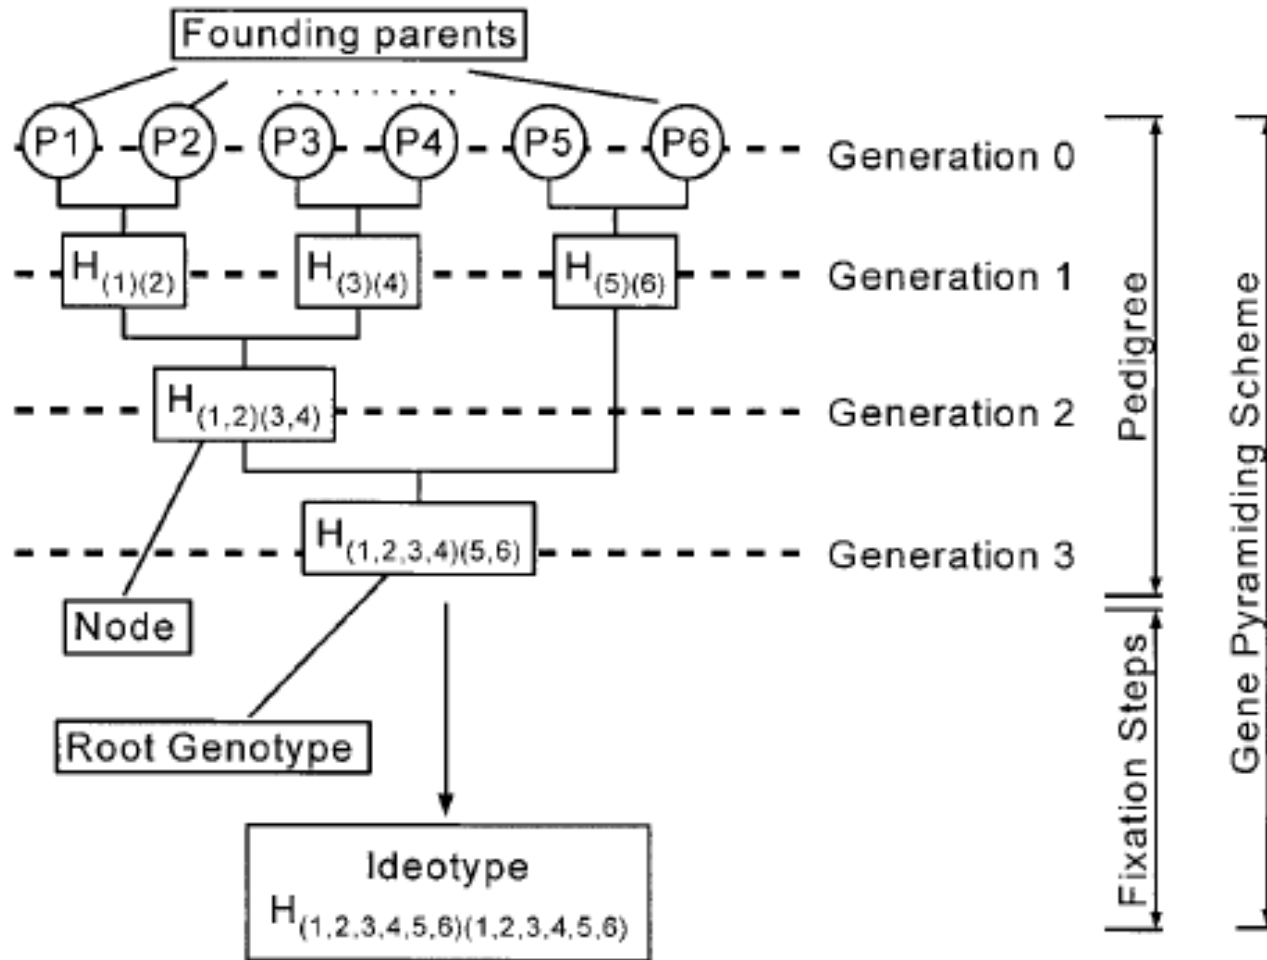 Founding parents
P1 P2 P3 P4 P5 P6 Generation 0
H(1)(2) H(3)(4) H(5)(6) Generation 1
H(1,2)(3,4) Generation 2
H(1,2,3,4)(5,6) Generation 3
Node
Root Genotype
Ideotype
H(1,2,3,4,5,6)(1,2,3,4,5,6)
Pedigree
Fixation Steps
Gene Pyramiding Scheme